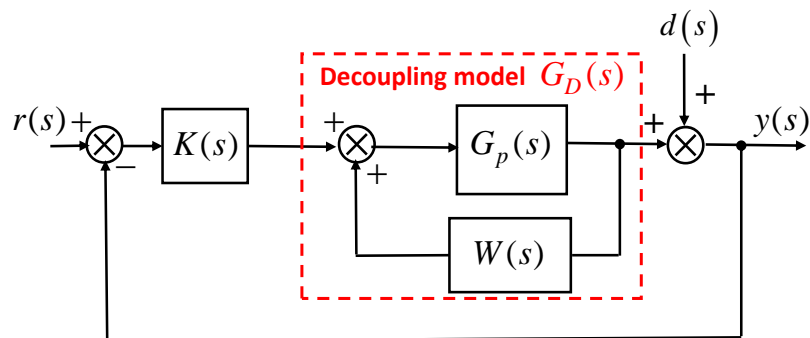 d(s)
Decoupling model G_D(s)
+
r(s) + K(s) + G_p(s) + y(s)
− +
W(s)